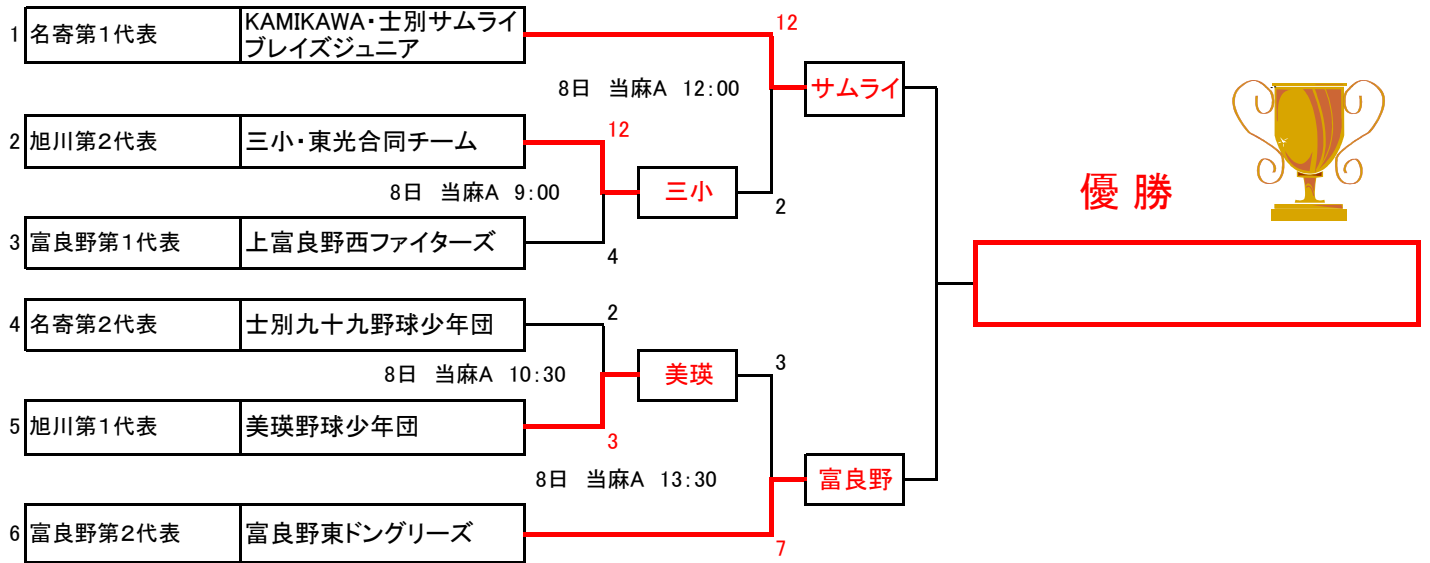 1 名寄第1代表 KAMIKAWA・士別サムライ
ブレイズジュニア
12
8日 当麻A 12:00
サムライ
2 旭川第2代表 三小・東光合同チーム
12
8日 当麻A 9:00
三小
2
優勝
3 富良野第1代表 上富良野西ファイターズ
4
4 名寄第2代表 士別九十九野球少年団
2
8日 当麻A 10:30
美瑛
3
5 旭川第1代表 美瑛野球少年団
3
8日 当麻A 13:30
富良野
6 富良野第2代表 富良野東ドングリーズ
7